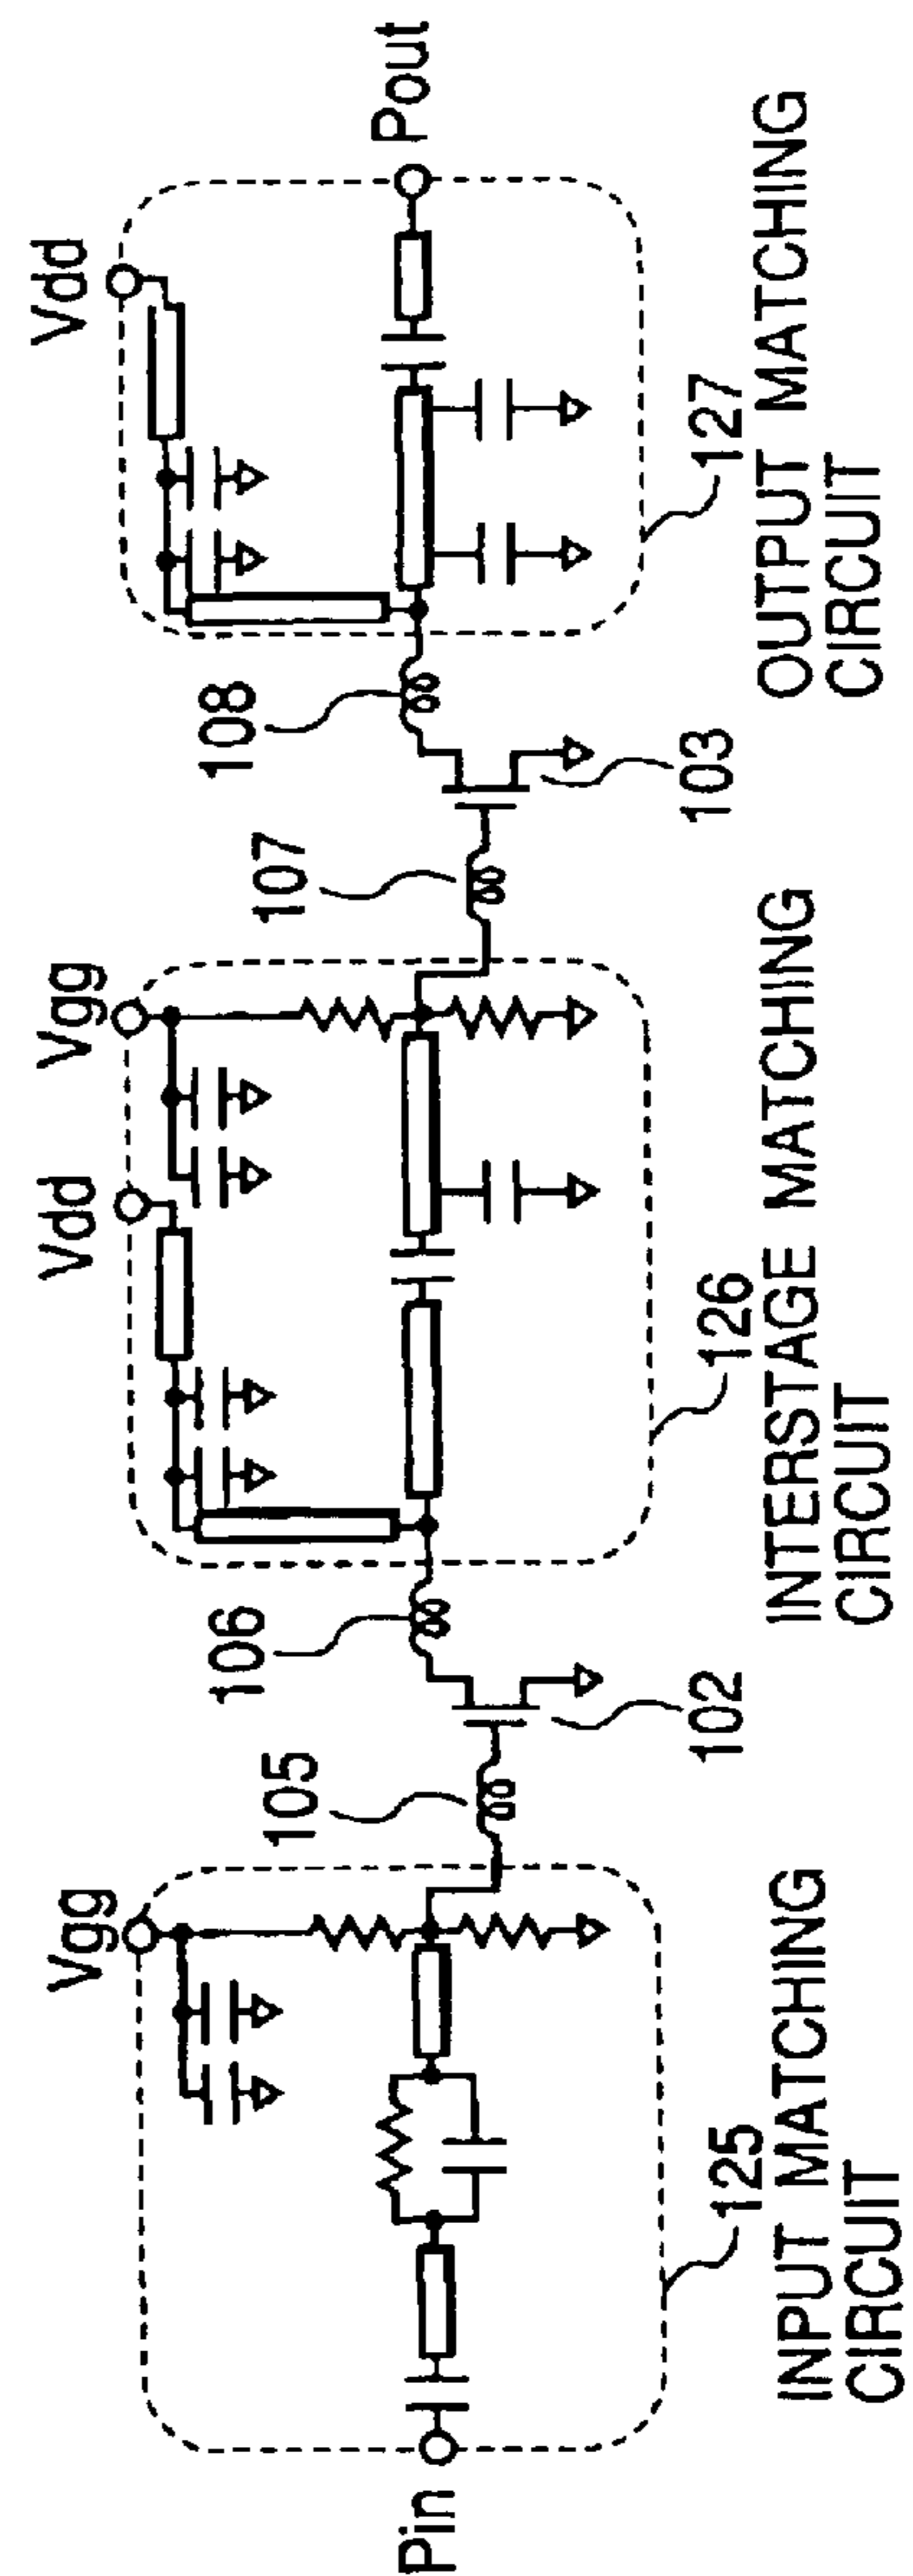 Pin
Vgg
105
102
106
Vdd
Vgg
107
103
108
Vdd
Pout
125
INPUT MATCHING
CIRCUIT
126
INTERSTAGE MATCHING
CIRCUIT
127
OUTPUT MATCHING
CIRCUIT